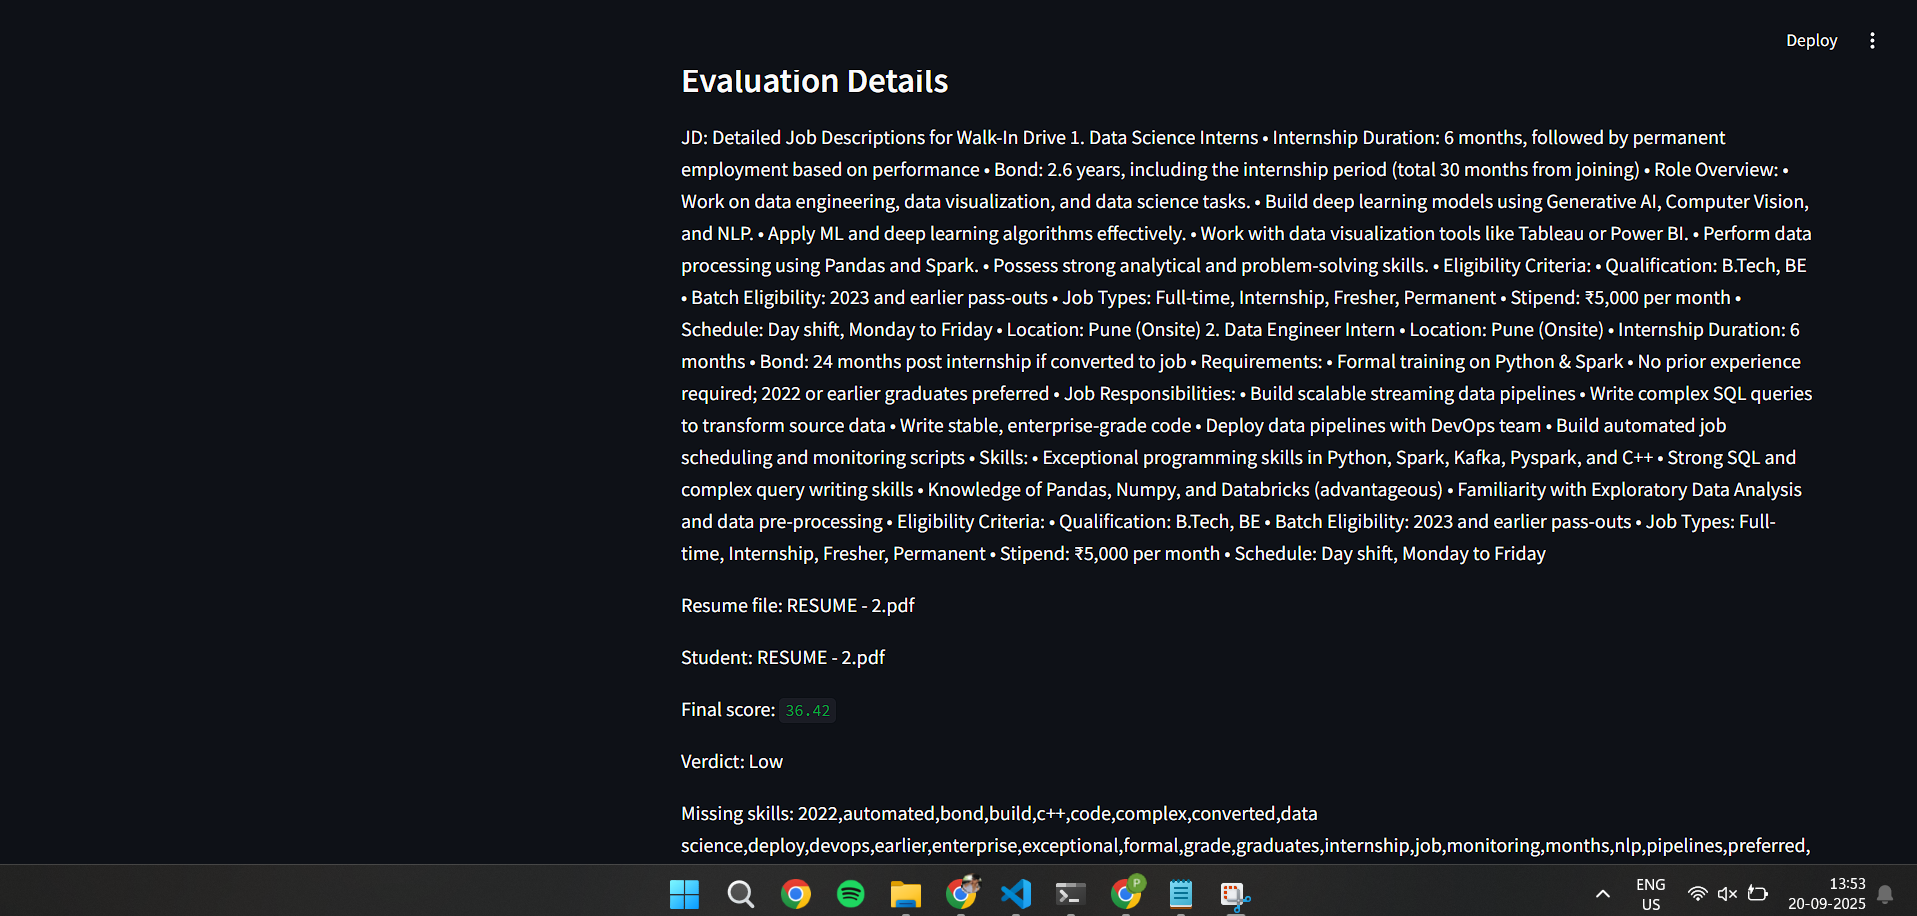 Deploy
Evaluation Details
JD: Detailed Job Descriptions for Walk-In Drive 1. Data Science Interns • Internship Duration: 6 months, followed by permanent
employment based on performance • Bond: 2.6 years, including the internship period (total 30 months from joining) • Role Overview: •
Work on data engineering, data visualization, and data science tasks. • Build deep learning models using Generative AI, Computer Vision,
and NLP. • Apply ML and deep learning algorithms effectively. • Work with data visualization tools like Tableau or Power BI. • Perform data
processing using Pandas and Spark. • Possess strong analytical and problem-solving skills. • Eligibility Criteria: • Qualification: B.Tech, BE
• Batch Eligibility: 2023 and earlier pass-outs • Job Types: Full-time, Internship, Fresher, Permanent • Stipend: ₹5,000 per month •
Schedule: Day shift, Monday to Friday • Location: Pune (Onsite) 2. Data Engineer Intern • Location: Pune (Onsite) • Internship Duration: 6
months • Bond: 24 months post internship if converted to job • Requirements: • Formal training on Python & Spark • No prior experience
required; 2022 or earlier graduates preferred • Job Responsibilities: • Build scalable streaming data pipelines • Write complex SQL queries
to transform source data • Write stable, enterprise-grade code • Deploy data pipelines with DevOps team • Build automated job
scheduling and monitoring scripts • Skills: • Exceptional programming skills in Python, Spark, Kafka, Pyspark, and C++ • Strong SQL and
complex query writing skills • Knowledge of Pandas, Numpy, and Databricks (advantageous) • Familiarity with Exploratory Data Analysis
and data pre-processing • Eligibility Criteria: • Qualification: B.Tech, BE • Batch Eligibility: 2023 and earlier pass-outs • Job Types: Full-
time, Internship, Fresher, Permanent • Stipend: ₹5,000 per month • Schedule: Day shift, Monday to Friday
Resume file: RESUME - 2.pdf
Student: RESUME - 2.pdf
Final score: 36.42
Verdict: Low
Missing skills: 2022,automated,bond,build,c++,code,complex,converted,data
science,deploy,devops,earlier,enterprise,exceptional,formal,grade,graduates,internship,job,monitoring,months,nlp,pipelines,preferred,
P
ENG
US
13:53
20-09-2025